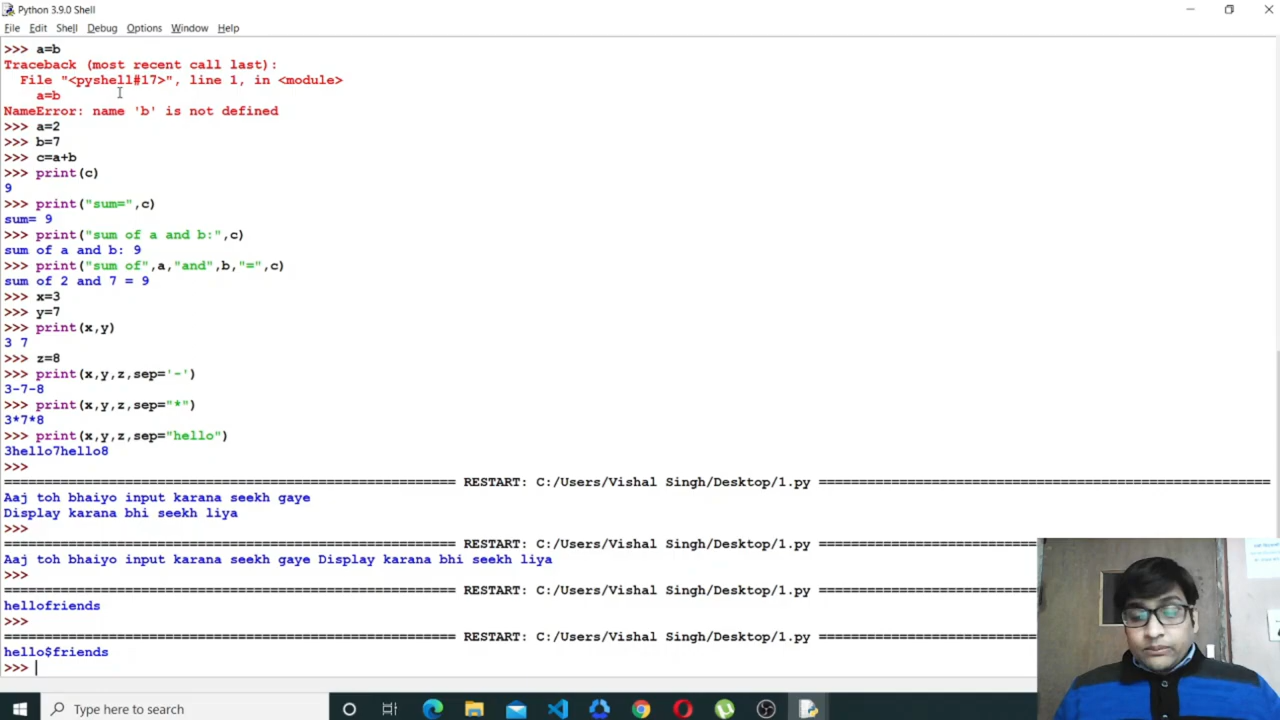 Python 3.9.0 Shell
File Edit Shell Debug Options Window Help
>>> a=b
Traceback (most recent call last):
  File "<pyshell#17>", line 1, in <module>
    a=b
NameError: name 'b' is not defined
>>> a=2
>>> b=7
>>> c=a+b
>>> print(c)
9
>>> print("sum=",c)
sum= 9
>>> print("sum of a and b:",c)
sum of a and b: 9
>>> print("sum of",a,"and",b,"=",c)
sum of 2 and 7 = 9
>>> x=3
>>> y=7
>>> print(x,y)
3 7
>>> z=8
>>> print(x,y,z,sep='-')
3-7-8
>>> print(x,y,z,sep="*")
3*7*8
>>> print(x,y,z,sep="hello")
3hello7hello8
>>>
======================================================== RESTART: C:/Users/Vishal Singh/Desktop/1.py ========================================================
Aaj toh bhaiyo input karana seekh gaye
Display karana bhi seekh liya
>>>
======================================================== RESTART: C:/Users/Vishal Singh/Desktop/1.py ===========================
Aaj toh bhaiyo input karana seekh gaye Display karana bhi seekh liya
>>>
======================================================== RESTART: C:/Users/Vishal Singh/Desktop/1.py ===========================
hellofriends
>>>
======================================================== RESTART: C:/Users/Vishal Singh/Desktop/1.py ===========================
hello$friends
>>>
Type here to search